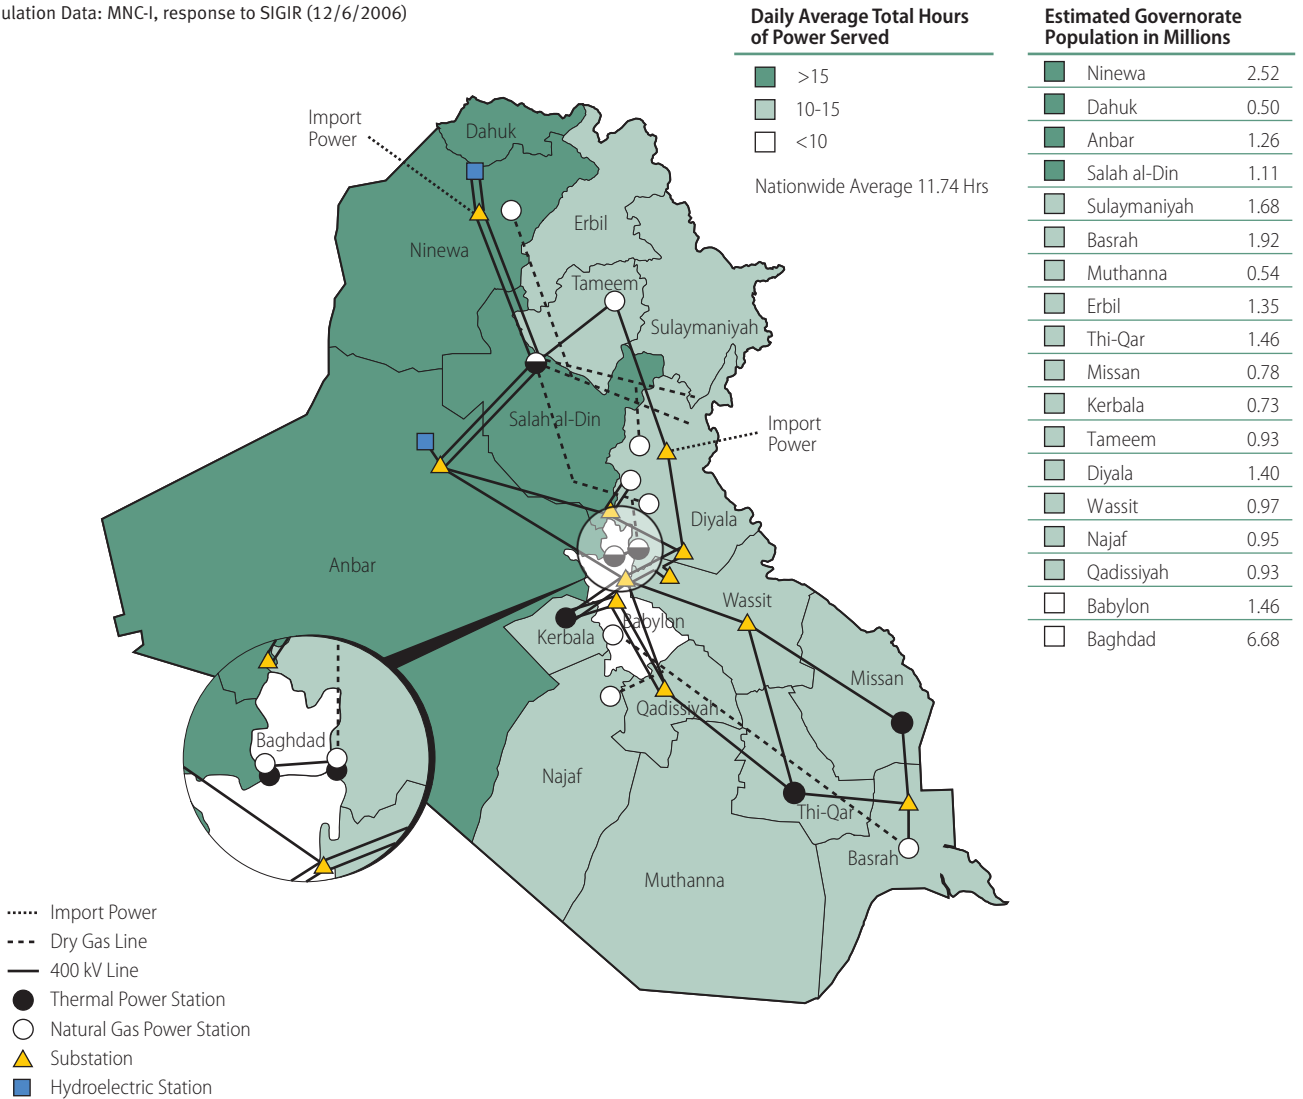 ulation Data: MNC-I, response to SIGIR (12/6/2006)
Daily Average Total Hours
of Power Served
>15
10-15
<10
Nationwide Average 11.74 Hrs
Estimated Governorate
Population in Millions
Ninewa 2.52
Dahuk 0.50
Anbar 1.26
Salah al-Din 1.11
Sulaymaniyah 1.68
Basrah 1.92
Muthanna 0.54
Erbil 1.35
Thi-Qar 1.46
Missan 0.78
Kerbala 0.73
Tameem 0.93
Diyala 1.40
Wassit 0.97
Najaf 0.95
Qadissiyah 0.93
Babylon 1.46
Baghdad 6.68
Import
Power
Dahuk
Erbil
Ninewa
Tameem
Sulaymaniyah
Salah al-Din
Import
Power
Diyala
Anbar
Wassit
Babylon
Kerbala
Missan
Qadissiyah
Baghdad
Najaf
Thi-Qar
Basrah
Muthanna
Import Power
Dry Gas Line
400 kV Line
Thermal Power Station
Natural Gas Power Station
Substation
Hydroelectric Station